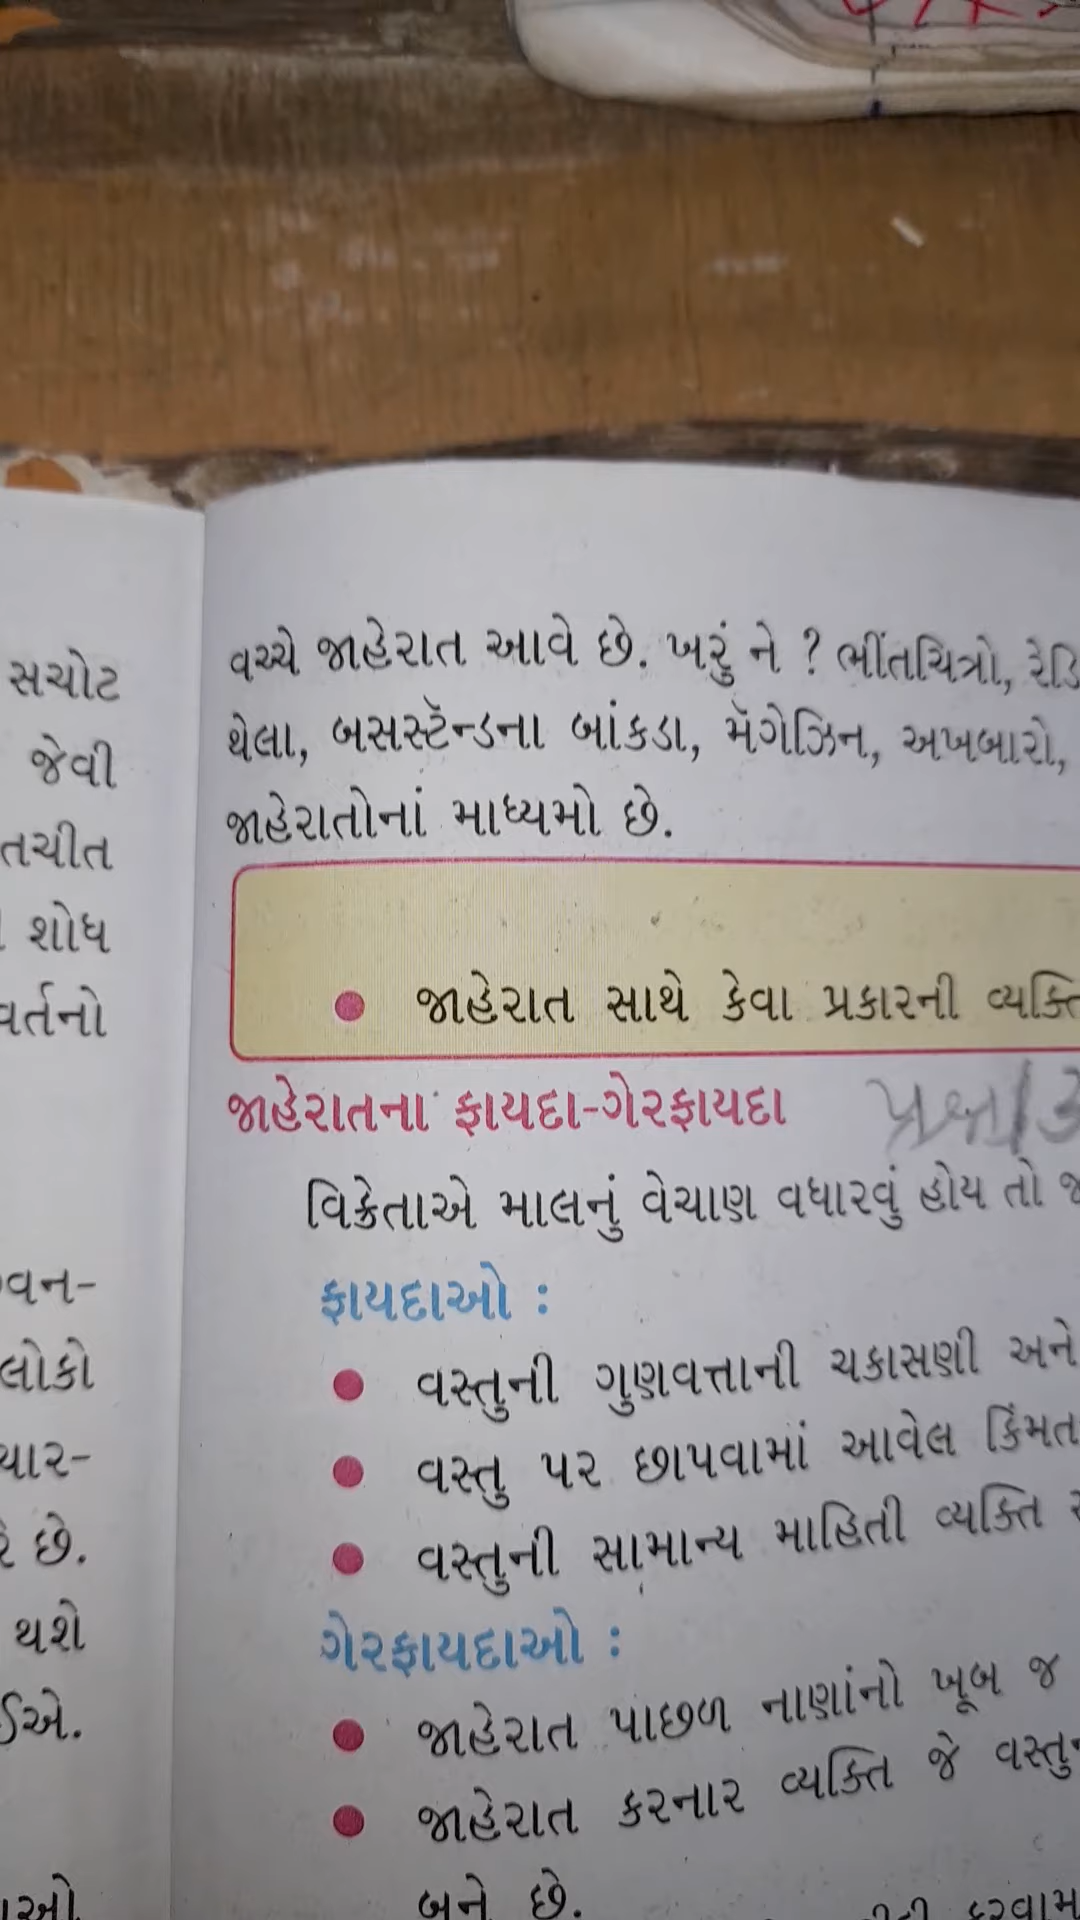 સચોટ
જેવી
તચીત
શોધ
વર્તનો
લોકો
છે.
થશે
વચ્ચે જાહેરાત આવે છે. ખરું ને ? ભીંતચિત્રો,
થેલા, બસસ્ટૅન્ડના બાંકડા, મૅગેઝિન, અખબારો,
જાહેરાતોનાં માધ્યમો છે.
જાહેરાત સાથે કેવા પ્રકારની
જાહેરાતના ફાયદા-ગેરફાયદા
વિક્રેતાએ માલનું વેચાણ વધારવું હોય તો
ફાયદાઓ :
વસ્તુની ગુણવત્તાની ચકાસણી અને
વસ્તુ પર છાપવામાં આવેલ કિંમત
વસ્તુની સામાન્ય માહિતી વ્યક્તિ
ગેરફાયદાઓ :
જાહેરાત પાછળ નાણાંનો ખૂબ જ
જાહેરાત કરનાર વ્યક્તિ જે
બને છે.